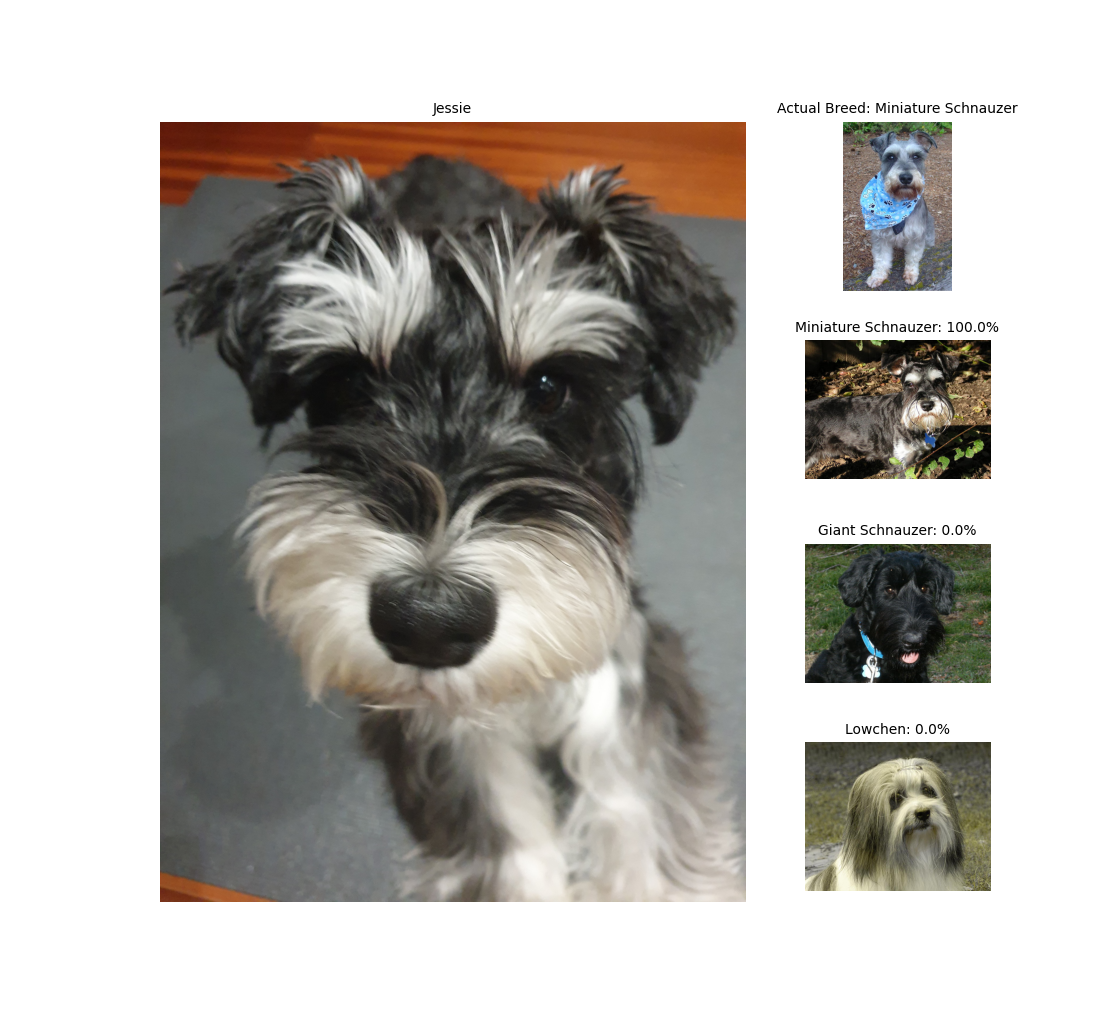 Jessie
Actual Breed: Miniature Schnauzer
Miniature Schnauzer: 100.0%
Giant Schnauzer: 0.0%
Lowchen: 0.0%